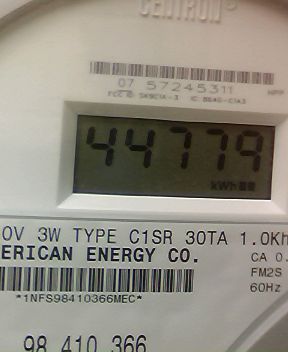 CENTRON®
07 57245311
44779
kWh
0V 3W TYPE C1SR 30TA 1.0Kh
ERICAN ENERGY CO.
CA 0.
FM2S
60Hz
*1NFS98410366MEC*
98 410 366